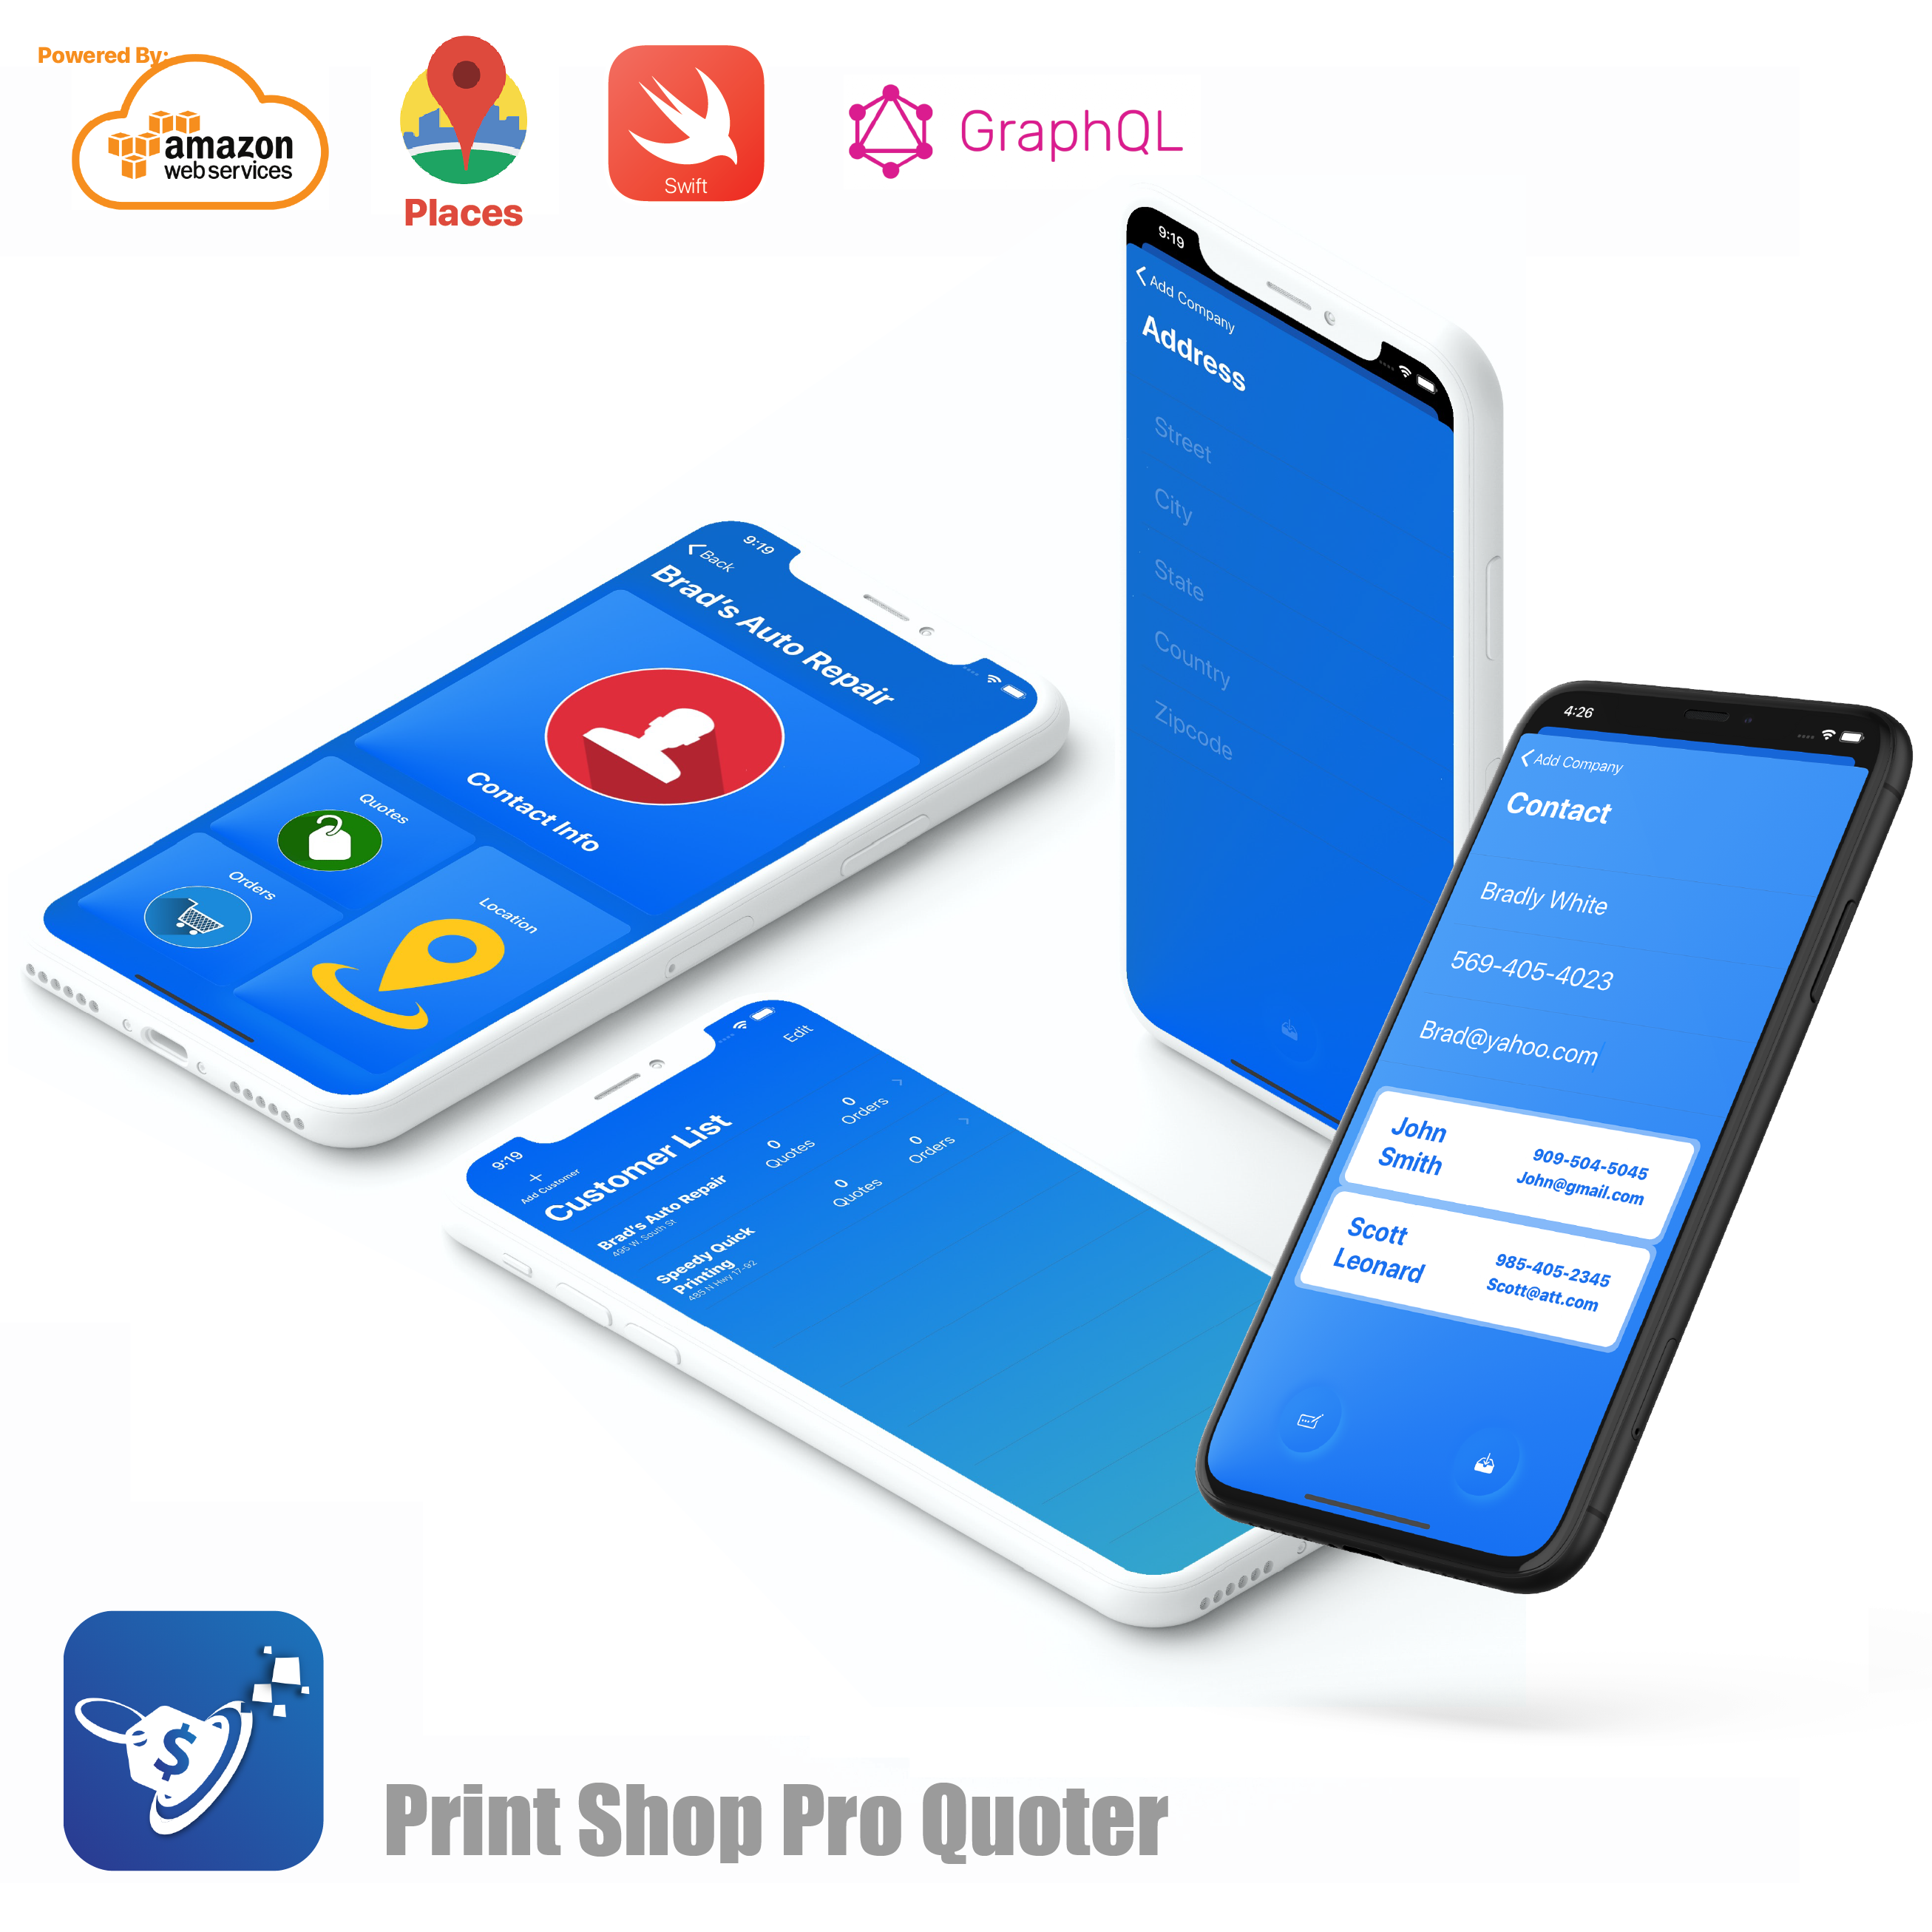 Powered By:
amazon
web services
Places
Swift
GraphQL
9:19
Add Company
Address
Street
City
State
Country
Zipcode
9:19
Back
Brad's Auto Repair
Contact Info
Quotes
Orders
Location
9:19
Edit
Add Customer
Customer List
Brad's Auto Repair
495 W. South St
0
Quotes
0
Orders
Speedy Quick
Printing
485 N Hwy 17-92
0
Quotes
0
Orders
4:26
Add Company
Contact
Bradly White
569-405-4023
Brad@yahoo.com
John
Smith
909-504-5045
John@gmail.com
Scott
Leonard
985-405-2345
Scott@att.com
$
Print Shop Pro Quoter